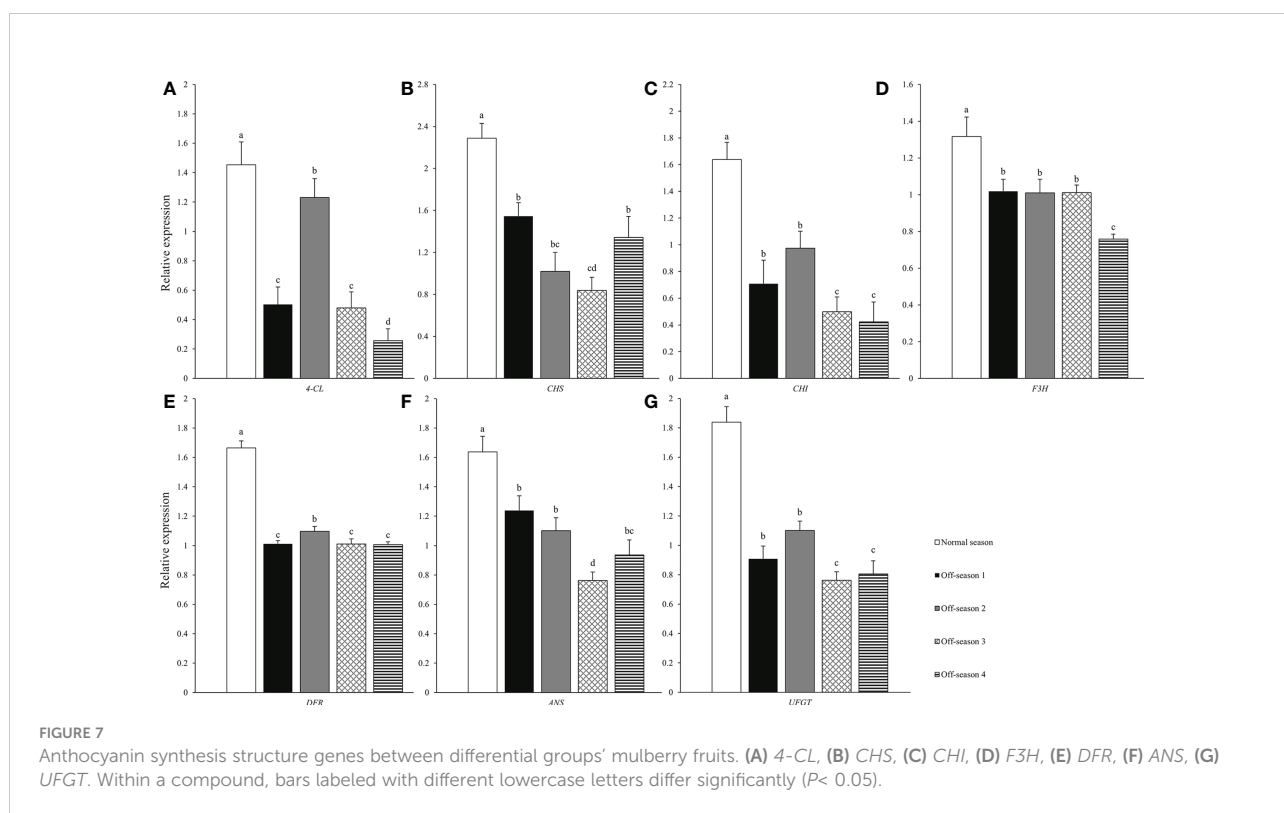 A
B
C
D
2
1.8
1.6
1.4
1.2
1
0.8
0.6
0.4
0.2
0
Relative expression
a
c
b
c
d
4-CL
2.8
2.4
2
1.6
1.2
0.8
0.4
0
a
b
bc
cd
b
CHS
2.2
2
1.8
1.6
1.4
1.2
1
0.8
0.6
0.4
0.2
0
a
b
b
c
c
CHI
1.6
1.4
1.2
1
0.8
0.6
0.4
0.2
0
a
b
b
b
c
F3H
E
F
G
2
1.8
1.6
1.4
1.2
1
0.8
0.6
0.4
0.2
0
Relative expression
a
c
b
c
c
DFR
2
1.8
1.6
1.4
1.2
1
0.8
0.6
0.4
0.2
0
a
b
b
d
bc
ANS
2
1.8
1.6
1.4
1.2
1
0.8
0.6
0.4
0.2
0
a
b
b
c
c
UFGT
Normal season
Off-season 1
Off-season 2
Off-season 3
Off-season 4
FIGURE 7
Anthocyanin synthesis structure genes between differential groups’ mulberry fruits. (A) 4-CL, (B) CHS, (C) CHI, (D) F3H, (E) DFR, (F) ANS, (G)
UFGT. Within a compound, bars labeled with different lowercase letters differ significantly (P< 0.05).